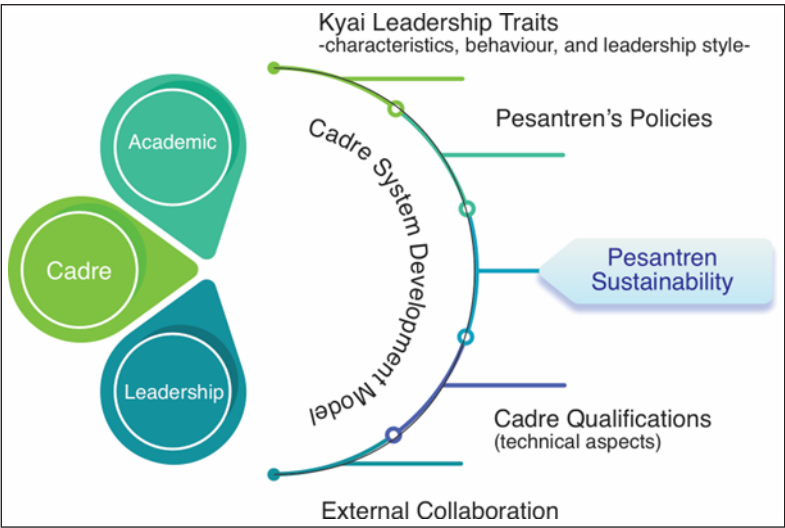 Kyai Leadership Traits
-characteristics, behaviour, and leadership style-
Pesantren's Policies
Academic
Cadre
Leadership
Cadre System Development Model
Pesantren
Sustainability
Cadre Qualifications
(technical aspects)
External Collaboration